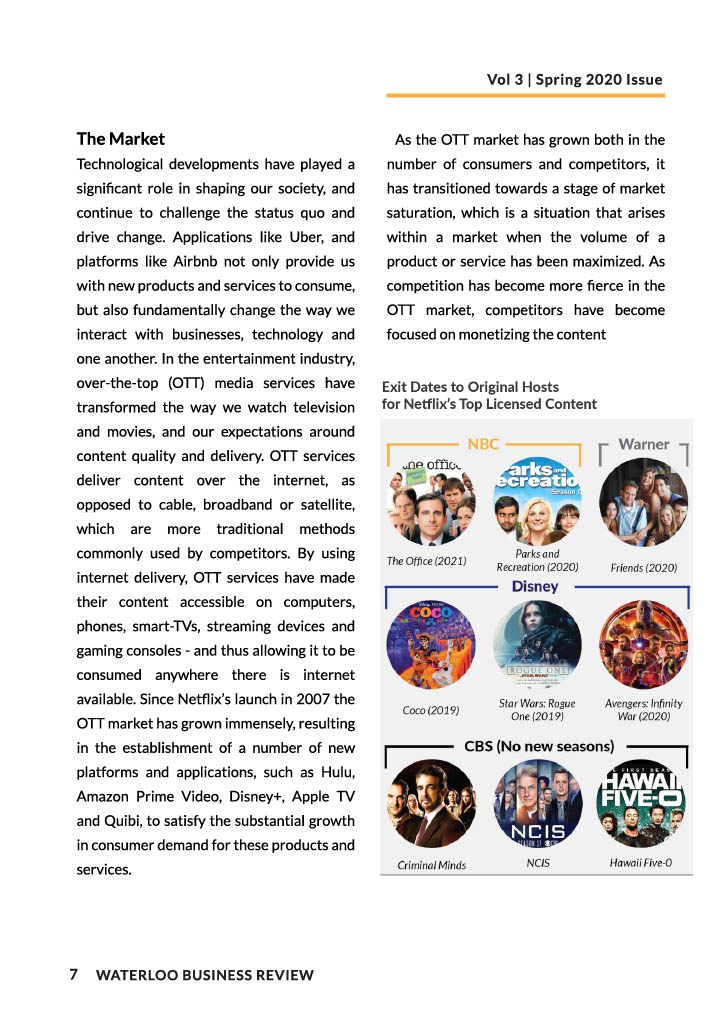 Vol 3 | Spring 2020 Issue
The Market
Technological developments have played a
significant role in shaping our society, and
continue to challenge the status quo and
drive change. Applications like Uber, and
platforms like Airbnb not only provide us
with new products and services to consume,
but also fundamentally change the way we
interact with businesses, technology and
one another. In the entertainment industry,
over-the-top (OTT) media services have
transformed the way we watch television
and movies, and our expectations around
content quality and delivery. OTT services
deliver content over the internet, as
opposed to cable, broadband or satellite,
which are more traditional methods
commonly used by competitors. By using
internet delivery, OTT services have made
their content accessible on computers,
phones, smart-TVs, streaming devices and
gaming consoles - and thus allowing it to be
consumed anywhere there is internet
available. Since Netflix's launch in 2007 the
OTT market has grown immensely, resulting
in the establishment of a number of new
platforms and applications, such as Hulu,
Amazon Prime Video, Disney+, Apple TV
and Quibi, to satisfy the substantial growth
in consumer demand for these products and
services.
As the OTT market has grown both in the
number of consumers and competitors, it
has transitioned towards a stage of market
saturation, which is a situation that arises
within a market when the volume of a
product or service has been maximized. As
competition has become more fierce in the
OTT market, competitors have become
focused on monetizing the content
Exit Dates to Original Hosts
for Netflix's Top Licensed Content
NBC
Warner
the office
arks and
ecreatio
Season
The Office (2021)
Parks and
Recreation (2020)
Friends (2020)
Disney
COCO
ROGUE ONE
STAR WARS
Coco (2019)
Star Wars: Rogue
One (2019)
Avengers: Infinity
War (2020)
CBS (No new seasons)
NCIS
SEASON 17 CBS
FIRST SEAS
HAWAII
FIVE-O
Criminal Minds
NCIS
Hawaii Five-0
7 WATERLOO BUSINESS REVIEW